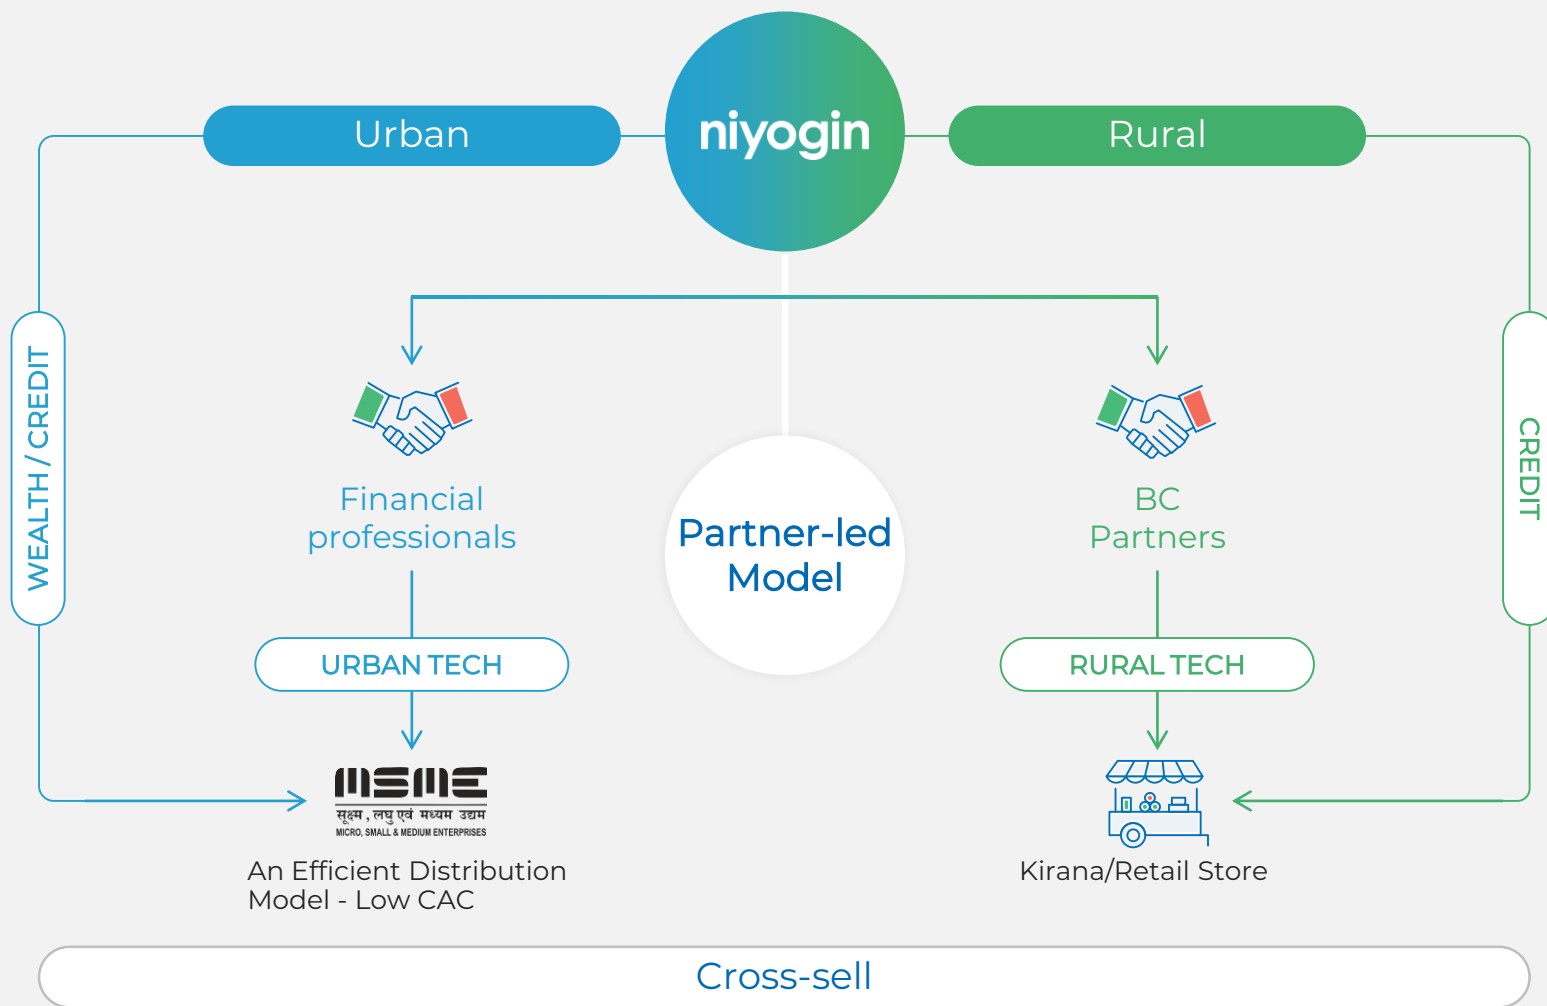 niyogin
Urban
Rural
WEALTH / CREDIT
CREDIT
Financial
professionals
BC
Partners
Partner-led
Model
URBAN TECH
RURAL TECH
MSME
सूक्ष्म, लघु एवं मध्यम उद्यम
MICRO, SMALL & MEDIUM ENTERPRISES
An Efficient Distribution
Model - Low CAC
Kirana/Retail Store
Cross-sell